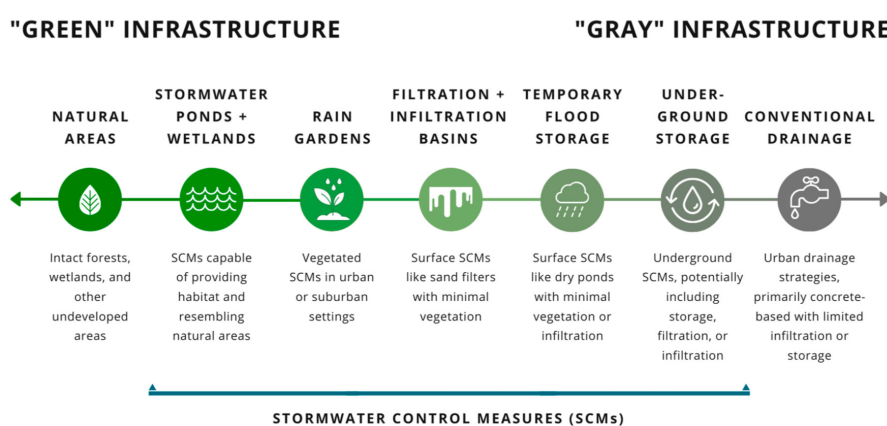 "GREEN" INFRASTRUCTURE
"GRAY" INFRASTRUCTURE
NATURAL
AREAS
STORMWATER
PONDS +
WETLANDS
RAIN
GARDENS
FILTRATION +
INFILTRATION
BASINS
TEMPORARY
FLOOD
STORAGE
UNDER-
GROUND
STORAGE
CONVENTIONAL
DRAINAGE
Intact forests,
wetlands, and
other
undeveloped
areas
SCMs capable
of providing
habitat and
resembling
natural areas
Vegetated
SCMs in urban
or suburban
settings
Surface SCMs
like sand filters
with minimal
vegetation
Surface SCMs
like dry ponds
with minimal
vegetation or
infiltration
Underground
SCMs, potentially
including
storage,
filtration, or
infiltration
Urban drainage
strategies,
primarily concrete-
based with limited
infiltration or
storage
STORMWATER CONTROL MEASURES (SCMs)